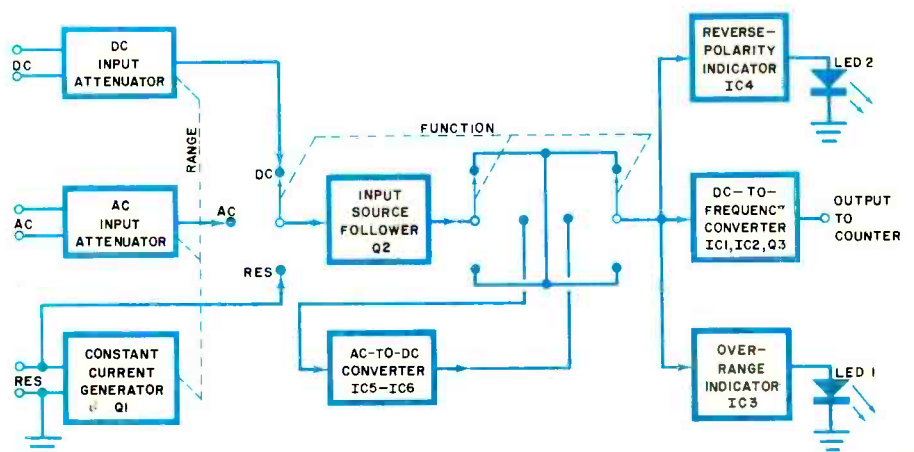 DC
INPUT
ATTENUATOR
DC
RANGE
AC
INPUT
ATTENUATOR
AC
CONSTANT
CURRENT
GENERATOR
Q1
RES
DC
AC
RES
FUNCTION
INPUT
SOURCE
FOLLOWER
Q2
AC-TO-DC
CONVERTER
IC5-IC6
REVERSE-
POLARITY
INDICATOR
IC4
LED 2
DC-TO-
FREQUENCY
CONVERTER
IC1, IC2, Q3
OUTPUT
TO
COUNTER
OVER-
RANGE
INDICATOR
IC3
LED 1